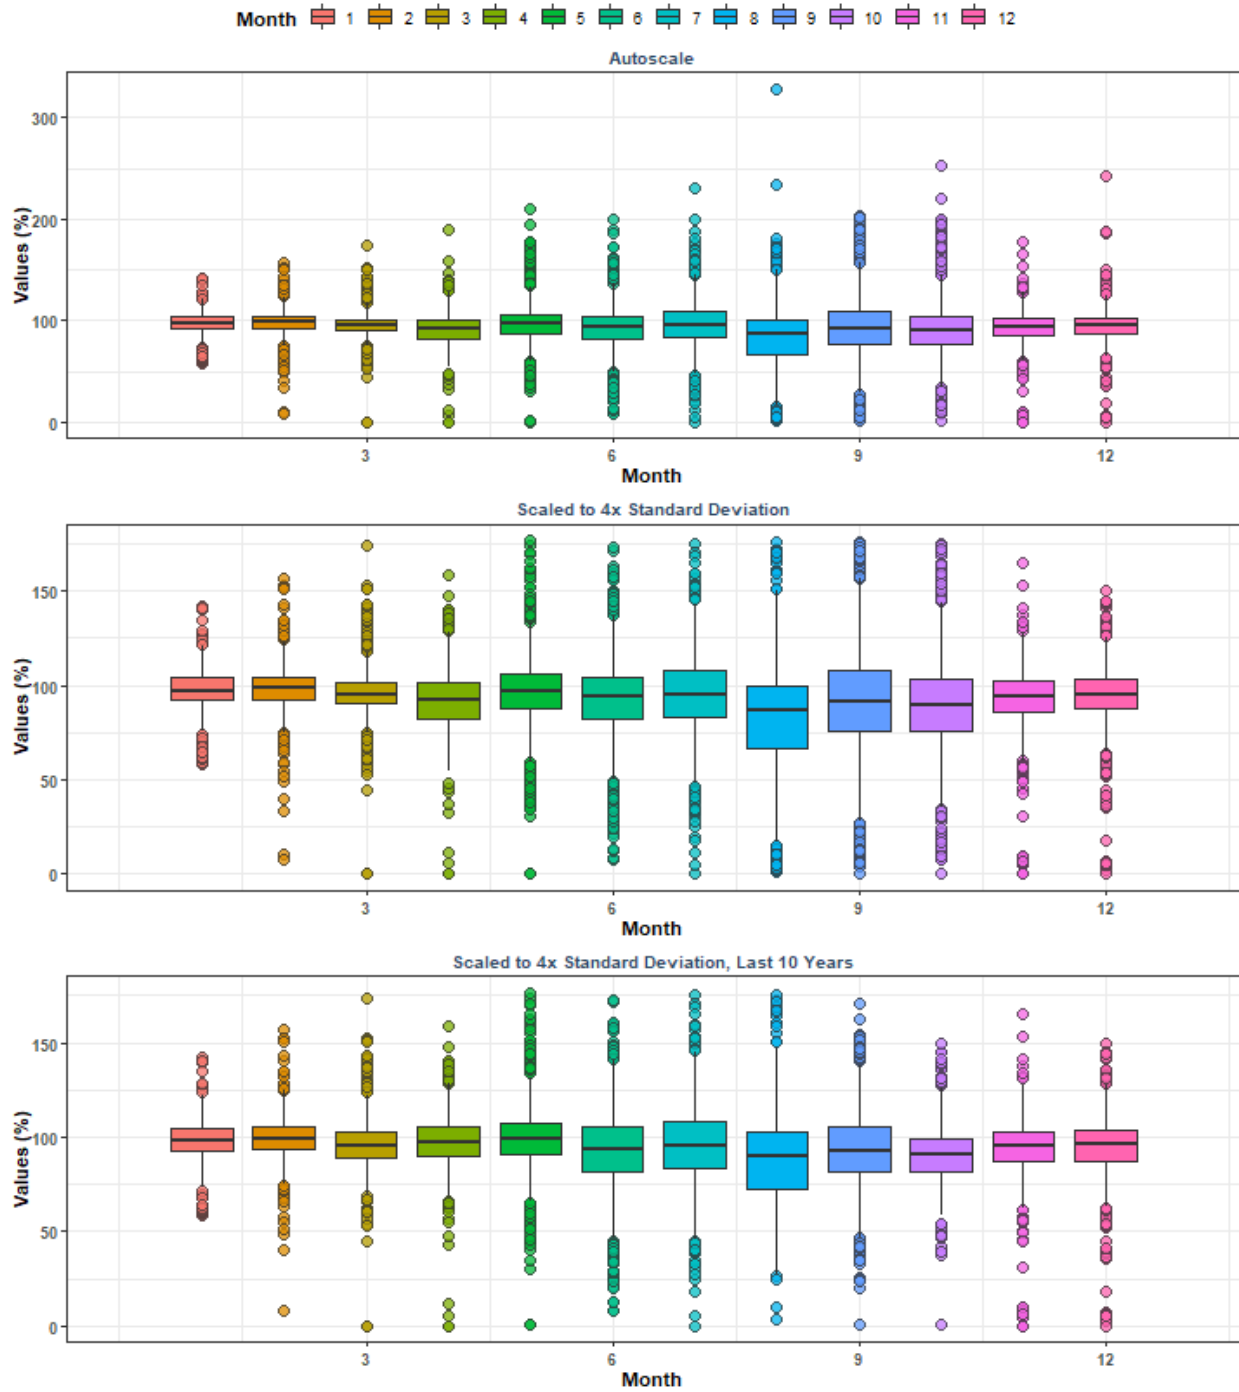 Month 1 2 3 4 5 6 7 8 9 10 11 12
Autoscale
Values (%)
300
200
100
0
3 6 9 12
Month
Scaled to 4x Standard Deviation
Values (%)
150
100
50
0
3 6 9 12
Month
Scaled to 4x Standard Deviation, Last 10 Years
Values (%)
150
100
50
0
3 6 9 12
Month